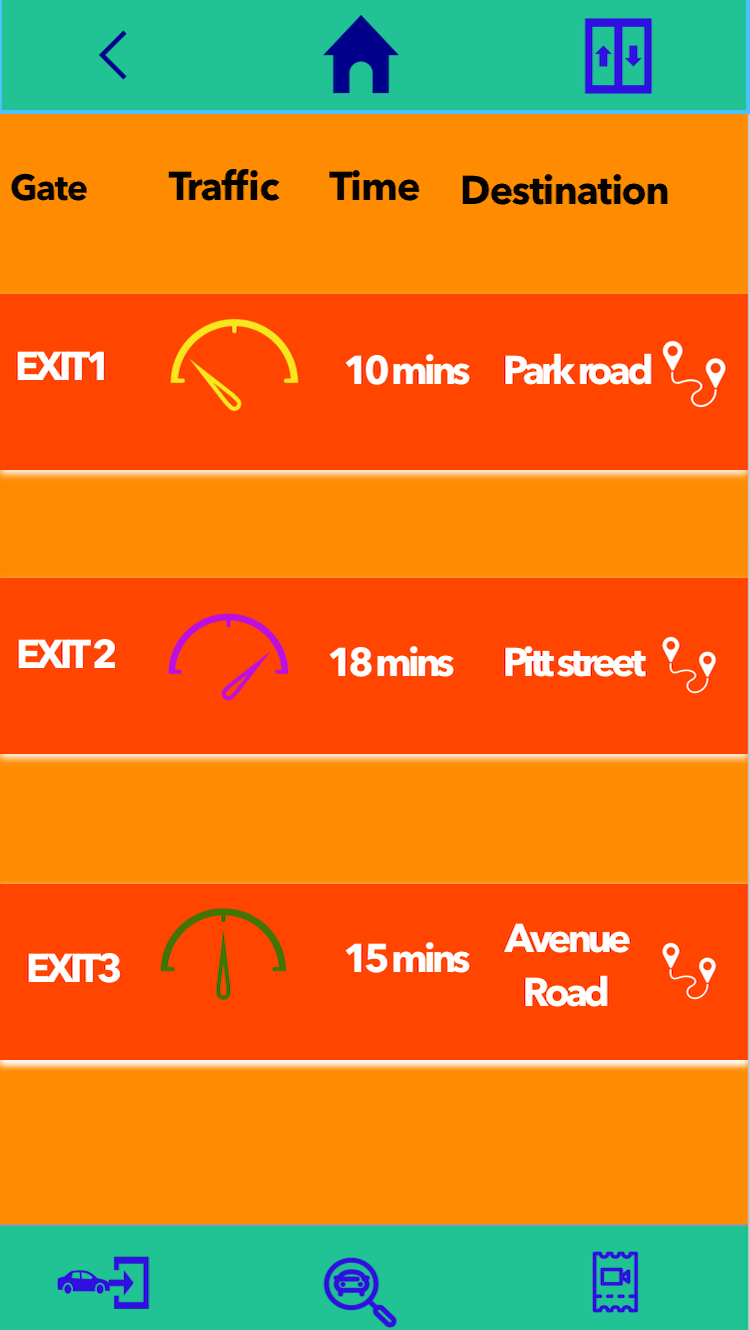 Gate Traffic Time Destination
EXIT1 10 mins Park road
EXIT 2 18 mins Pitt street
EXIT3 15 mins Avenue
Road